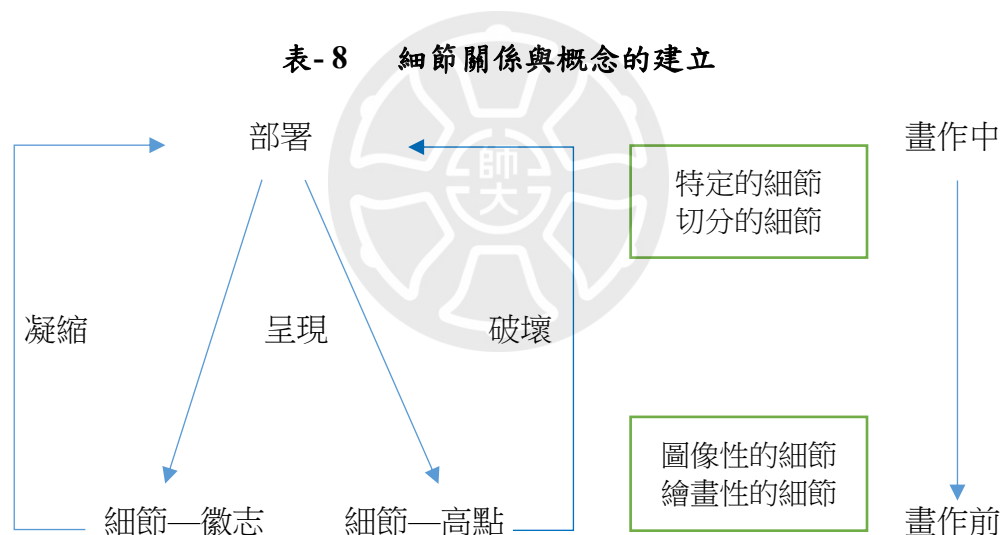 表- 8 細節關係與概念的建立
部署
畫作中
師大
特定的細節
切分的細節
凝縮
呈現
破壞
圖像性的細節
繪畫性的細節
細節—徽志
細節—高點
畫作前